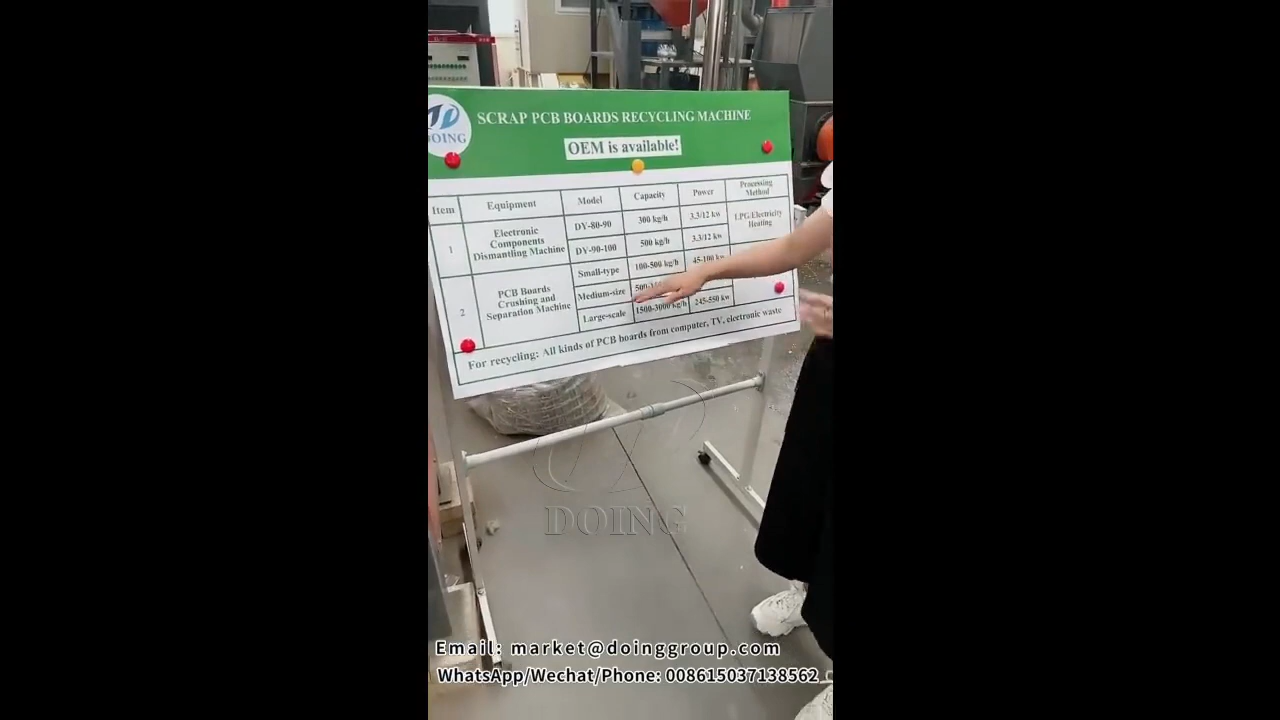 DOING
SCRAP PCB BOARDS RECYCLING MACHINE
OEM is available!
Item Equipment Model Capacity Power Processing Method
1 Electronic Components Dismantling Machine DY-80-90 300 kg/h 3.3/12 kw LPG/Electricity Heating
DY-90-100 500 kg/h 3.3/12 kw
2 PCB Boards Crushing and Separation Machine Small-type 100-500 kg/h 45-100 kw
Medium-size
Large-scale 1500-3000 kg/h 245-550 kw
For recycling: All kinds of PCB boards from computer, TV, electronic waste
DOING
Email: market@doinggroup.com
WhatsApp/Wechat/Phone: 008615037138562